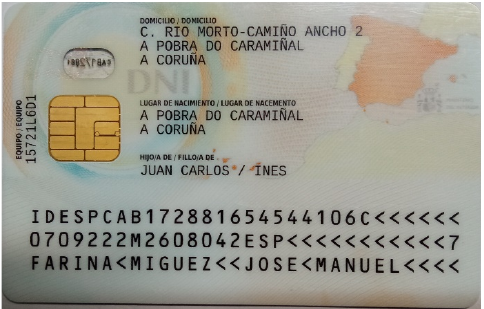 DOMICILIO / DOMICILIO
C. RIO MORTO-CAMIÑO ANCHO 2
A POBRA DO CARAMIÑAL
A CORUÑA
DNI
LUGAR DE NACIMIENTO / LUGAR DE NACEMENTO
A POBRA DO CARAMIÑAL
A CORUÑA
EQUIPO / EQUIPO
15721L6D1
HIJO/A DE / FILLO/A DE
JUAN CARLOS / INES
IDESPCAB172881654544106C<<<<<<
0709222M2608042ESP<<<<<<<<<<<7
FARINA<MIGUEZ<<JOSE<MANUEL<<<<